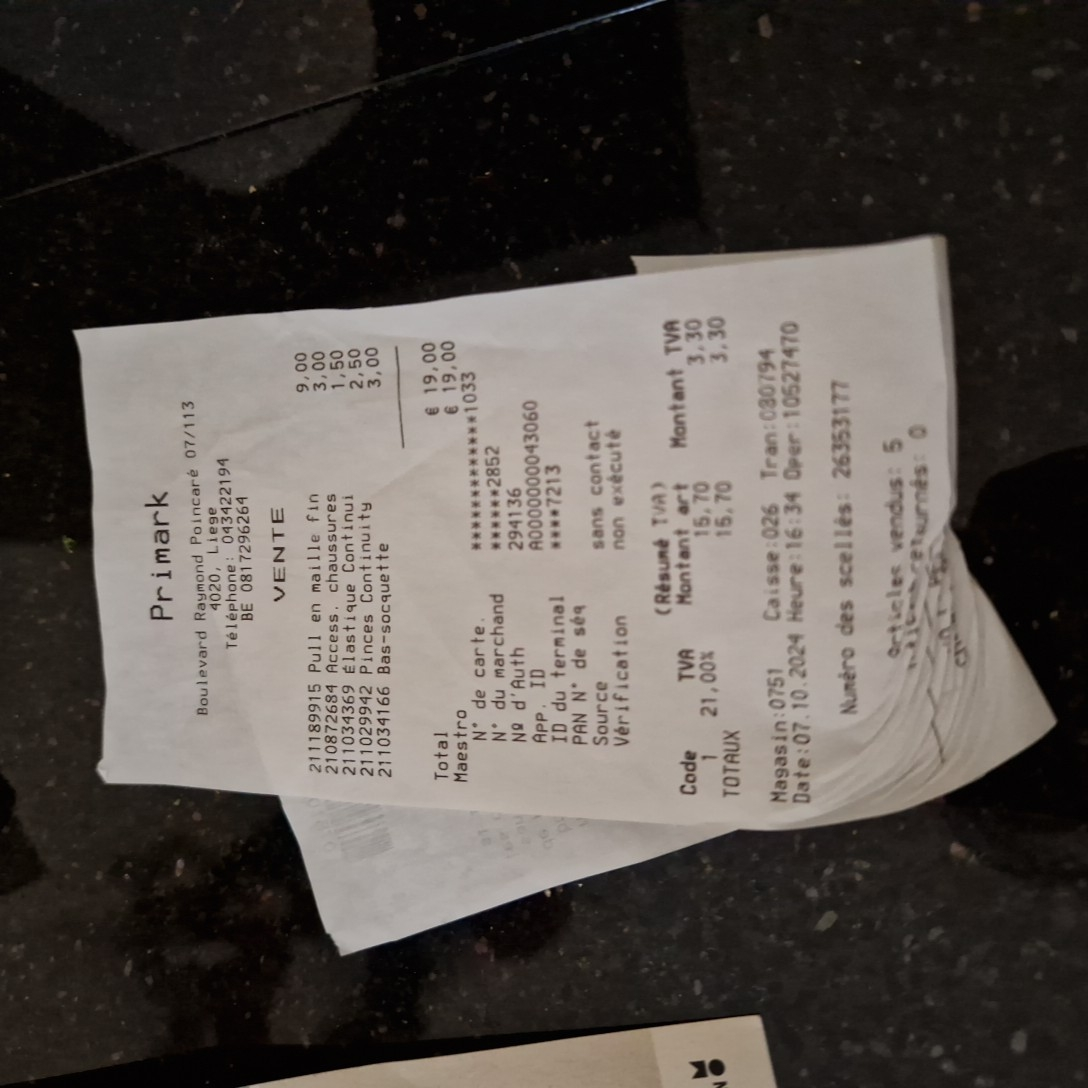 Primark
Boulevard Raymond Poincaré 07/113
4020, Liege
Téléphone: 043422194
BE 0817296264
VENTE
211189915 Pull en maille fin 9,00
210872684 Access. chaussures 3,00
211034369 Élastique Continui 1,50
211029942 Pinces Continuity 2,50
211034166 Bas-socquette 3,00
Total € 19,00
Maestro € 19,00
N° de carte. ***************1033
N° du marchand ******2852
Nº d'Auth 294136
APP. ID A0000000043060
ID du terminal ****7213
PAN N° de séq
Source sans contact
Vérification non exécuté
(Résumé TVA)
Code TVA Montant art Montant TVA
1 21,00% 15,70 3,30
TOTAUX 15,70 3,30
Magasin:0751 Caisse:026 Tran:080794
Date:07.10.2024 Heure:16:34 Oper:10527470
Numéro des scellés: 26353177
Articles vendus: 5
retournés: 0